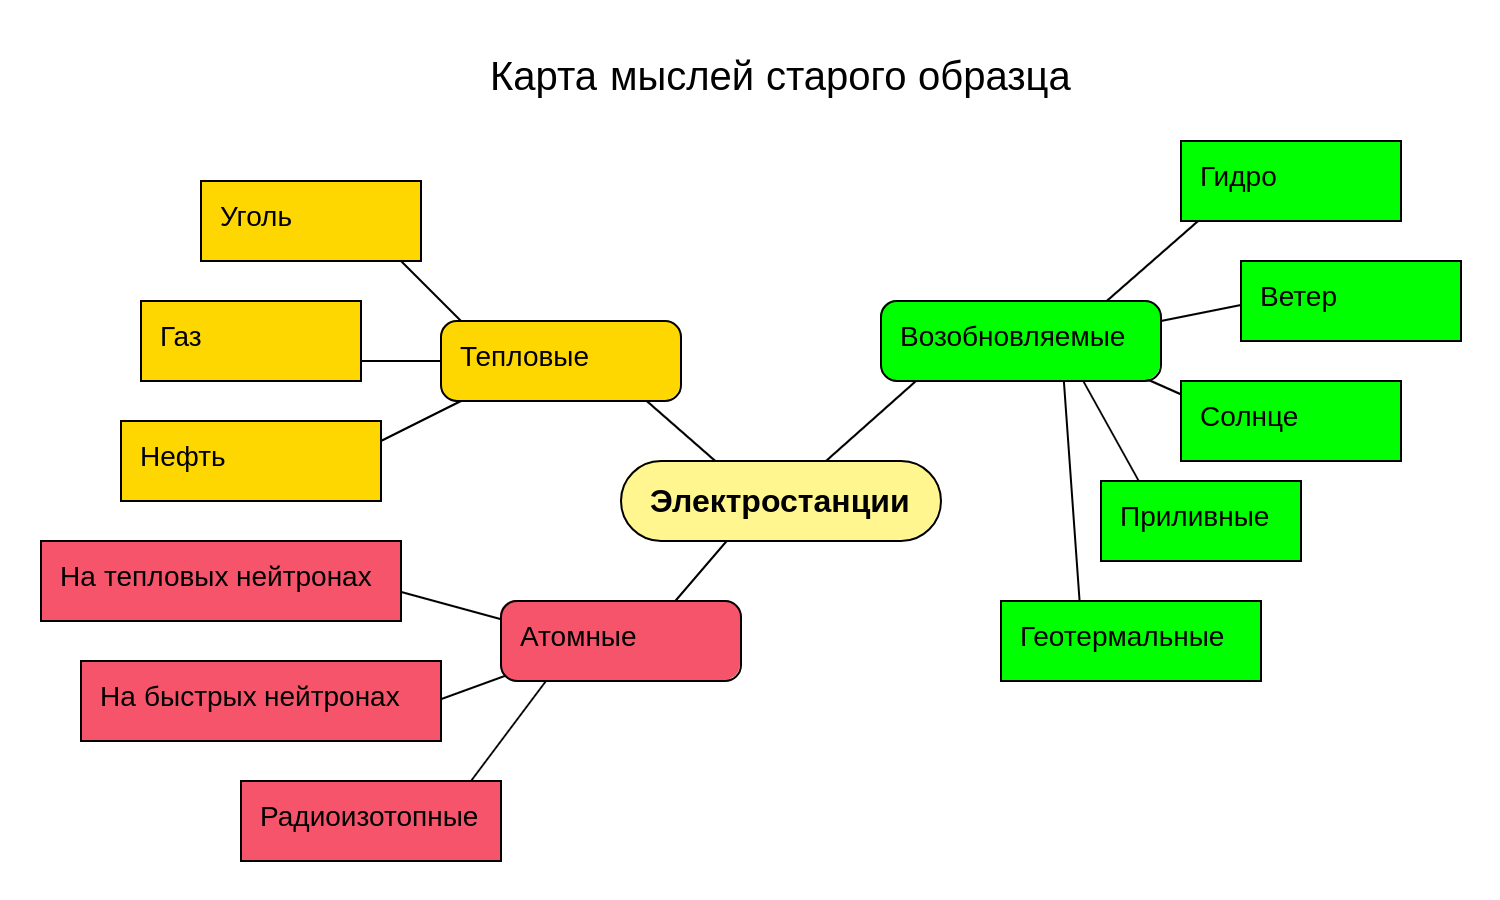 Карта мыслей старого образца
Уголь
Газ
Нефть
Тепловые
Гидро
Ветер
Возобновляемые
Солнце
Приливные
Геотермальные
Электростанции
На тепловых нейтронах
Атомные
На быстрых нейтронах
Радиоизотопные